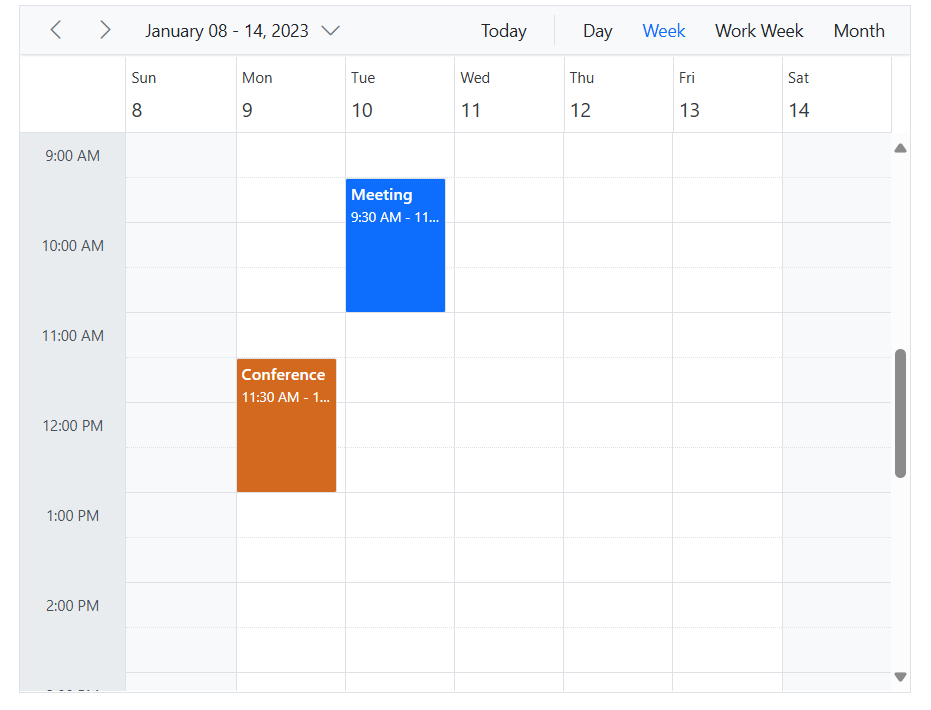 January 08 - 14, 2023 Today Day Week Work Week Month
Sun Mon Tue Wed Thu Fri Sat
8 9 10 11 12 13 14
9:00 AM
Meeting
9:30 AM - 11...
10:00 AM
11:00 AM
Conference
11:30 AM - 1...
12:00 PM
1:00 PM
2:00 PM